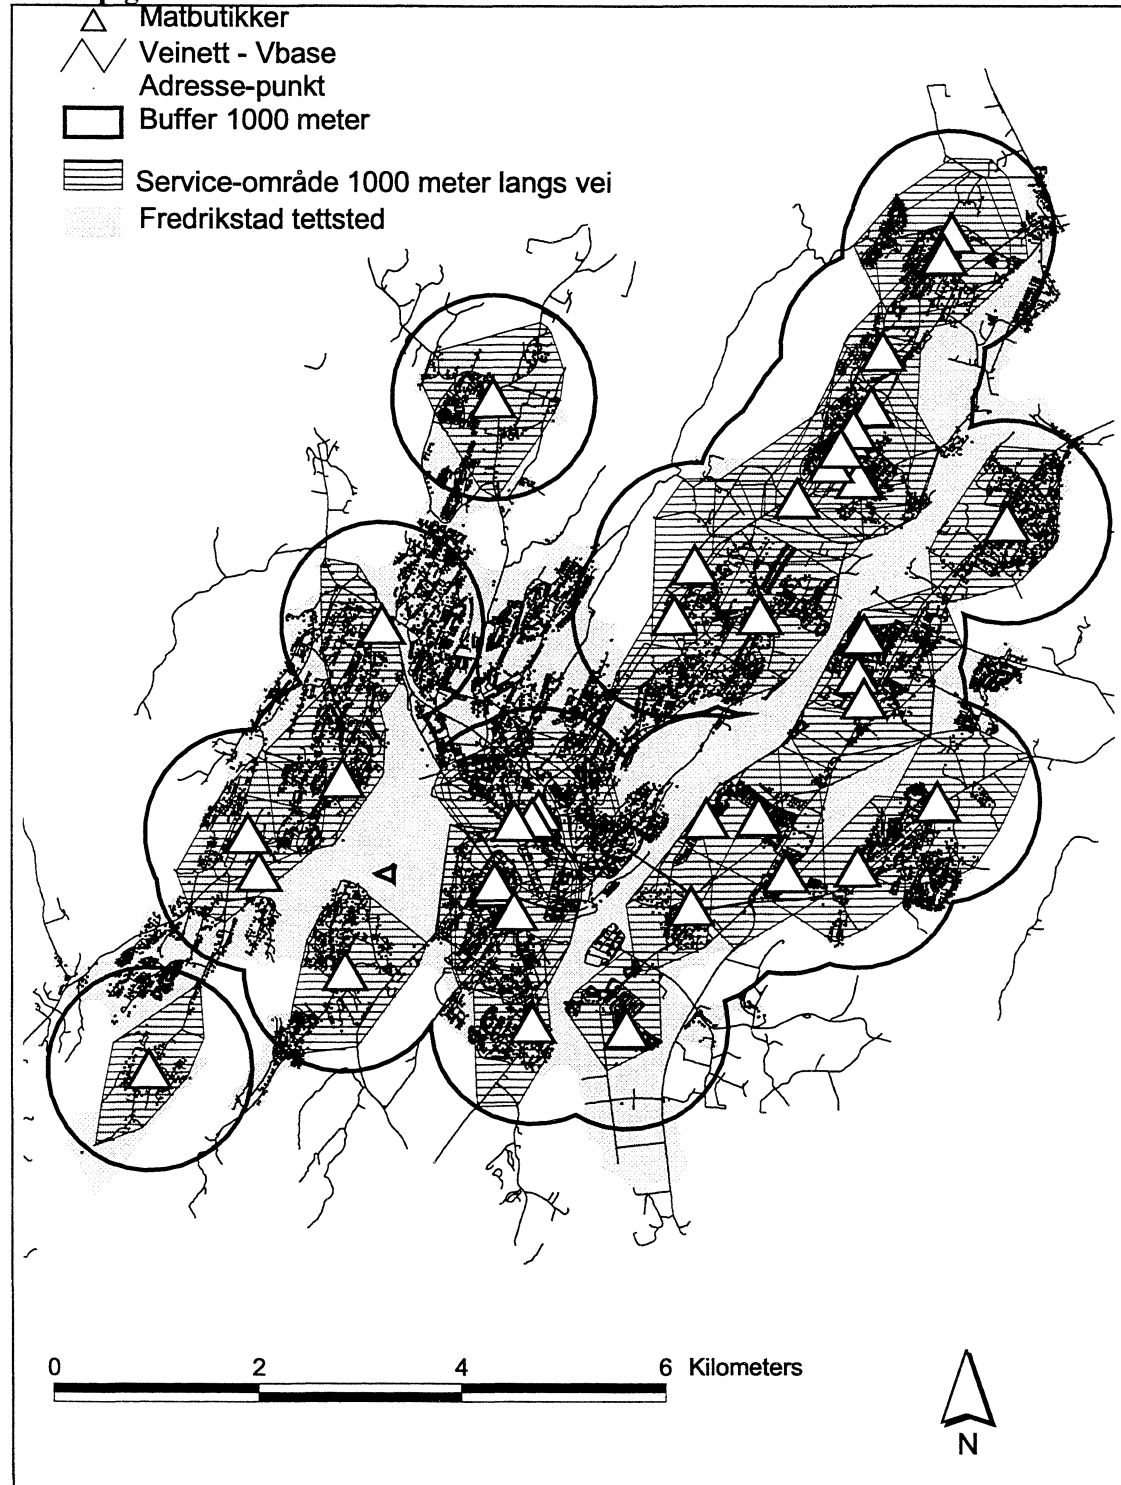 Matbutikker
Veinett - Vbase
Adresse-punkt
Buffer 1000 meter
Service-område 1000 meter langs vei
Fredrikstad tettsted
0 2 4 6 Kilometers
N